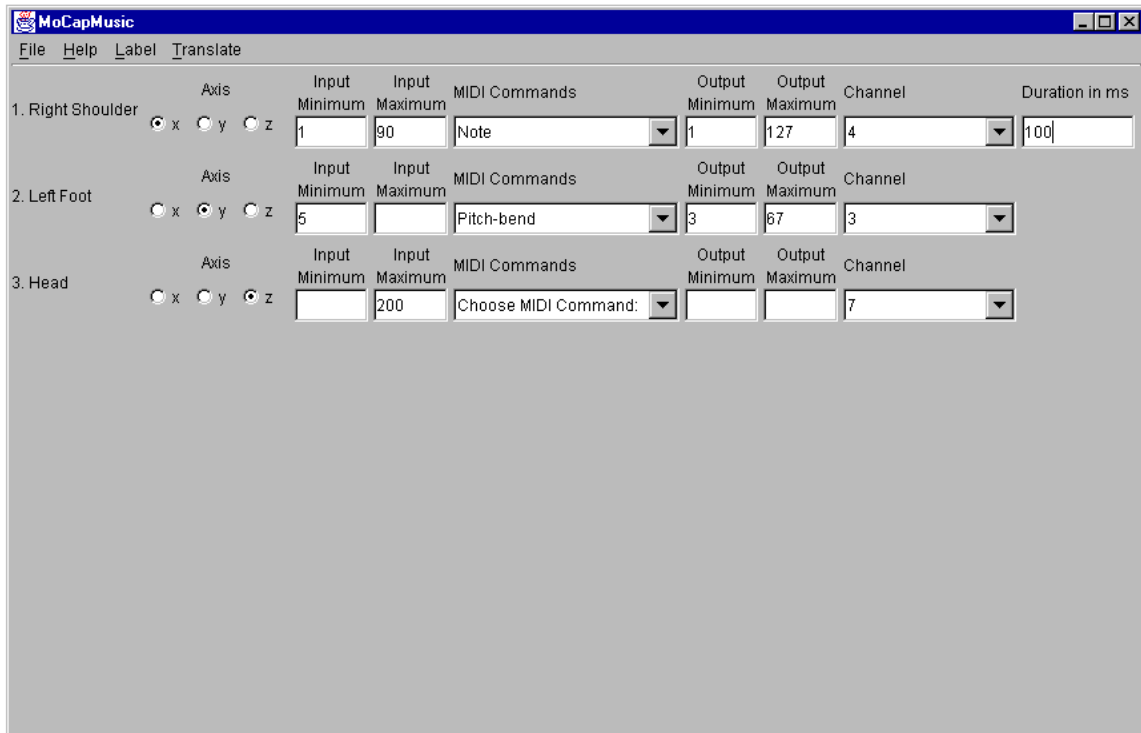 MoCapMusic
File Help Label Translate
1. Right Shoulder
Axis
x y z
Input Minimum
1
Input Maximum
90
MIDI Commands
Note
Output Minimum
1
Output Maximum
127
Channel
4
Duration in ms
100
2. Left Foot
Axis
x y z
Input Minimum
5
Input Maximum
MIDI Commands
Pitch-bend
Output Minimum
3
Output Maximum
67
Channel
3
3. Head
Axis
x y z
Input Minimum
Input Maximum
200
MIDI Commands
Choose MIDI Command:
Output Minimum
Output Maximum
Channel
7